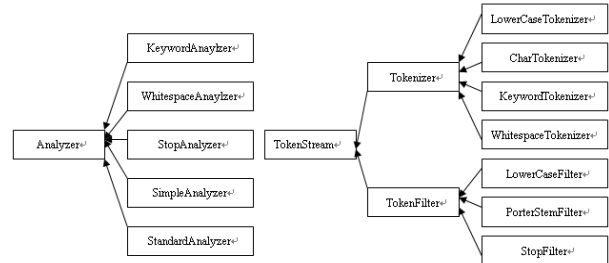 KeywordAnaylzer
WhitespaceAnaylzer
Analyzer
StopAnalyzer
SimpleAnalyzer
StandardAnalyzer
TokenStream
Tokenizer
TokenFilter
LowerCaseTokenizer
CharTokenizer
KeywordTokenizer
WhitespaceTokenizer
LowerCaseFilter
PorterStemFilter
StopFilter